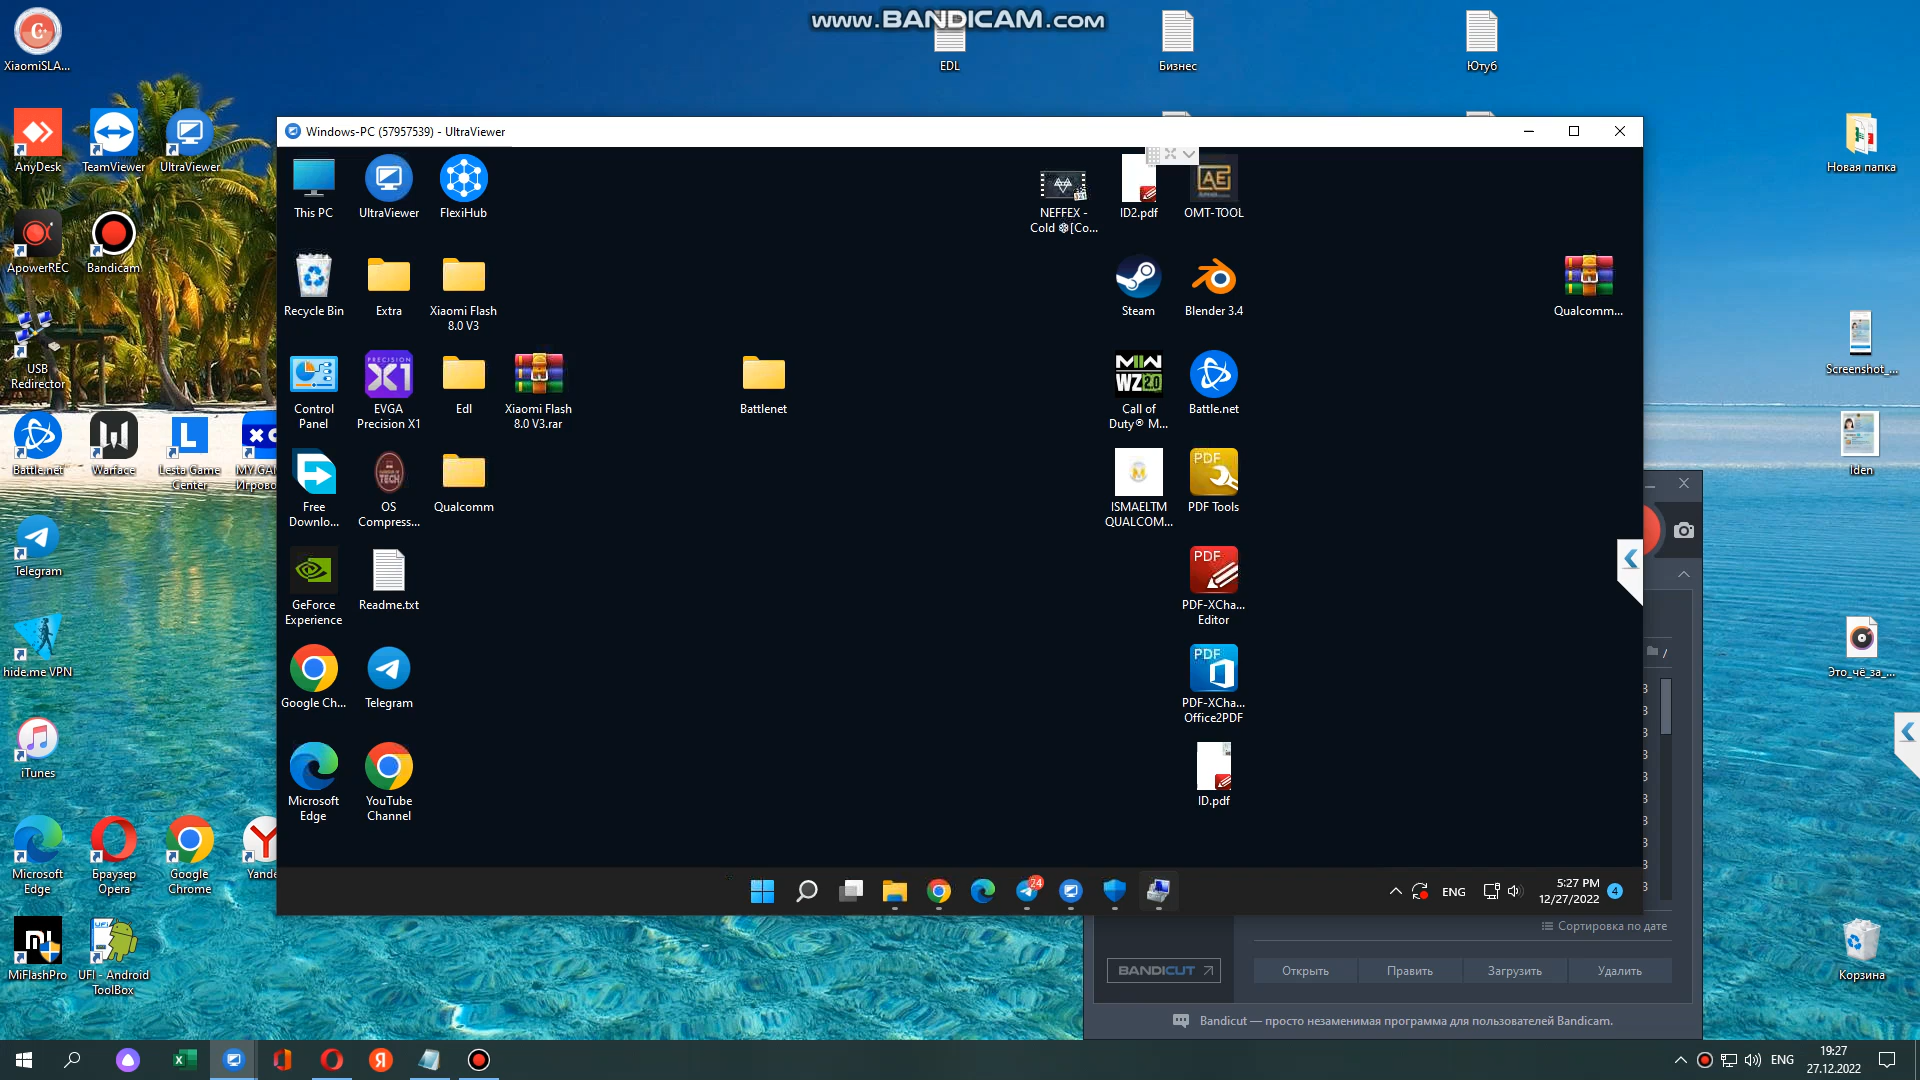 www.BANDICAM.com
XiaomiSLA...
EDL
Бизнес
Ютуб
AnyDesk
TeamViewer
UltraViewer
Новая папка
ApowerREC
Bandicam
USB
Redirector
Screenshot_...
Battle.net
Warface
Lesta Game
Center
MY.GA
Игрово
Iden
Telegram
hide.me VPN
Это_чё_за_...
iTunes
Microsoft
Edge
Браузер
Opera
Google
Chrome
Yande
MiFlashPro
UFI - Android
ToolBox
Корзина
Windows-PC (57957539) - UltraViewer
This PC
UltraViewer
FlexiHub
NEFFEX -
Cold ❄[Co...
ID2.pdf
OMT-TOOL
Recycle Bin
Extra
Xiaomi Flash
8.0 V3
Steam
Blender 3.4
Qualcomm...
Control
Panel
EVGA
Precision X1
Edl
Xiaomi Flash
8.0 V3.rar
Battlenet
Call of
Duty® M...
Battle.net
Free
Downlo...
OS
Compress...
Qualcomm
ISMAELTM
QUALCOM...
PDF Tools
GeForce
Experience
Readme.txt
PDF-XCha...
Editor
Google Ch...
Telegram
PDF-XCha...
Office2PDF
Microsoft
Edge
YouTube
Channel
ID.pdf
24
ENG
5:27 PM
12/27/2022
4
Сортировка по дате
BANDICUT
Открыть
Править
Загрузить
Удалить
Bandicut — просто незаменимая программа для пользователей Bandicam.
ENG
19:27
27.12.2022